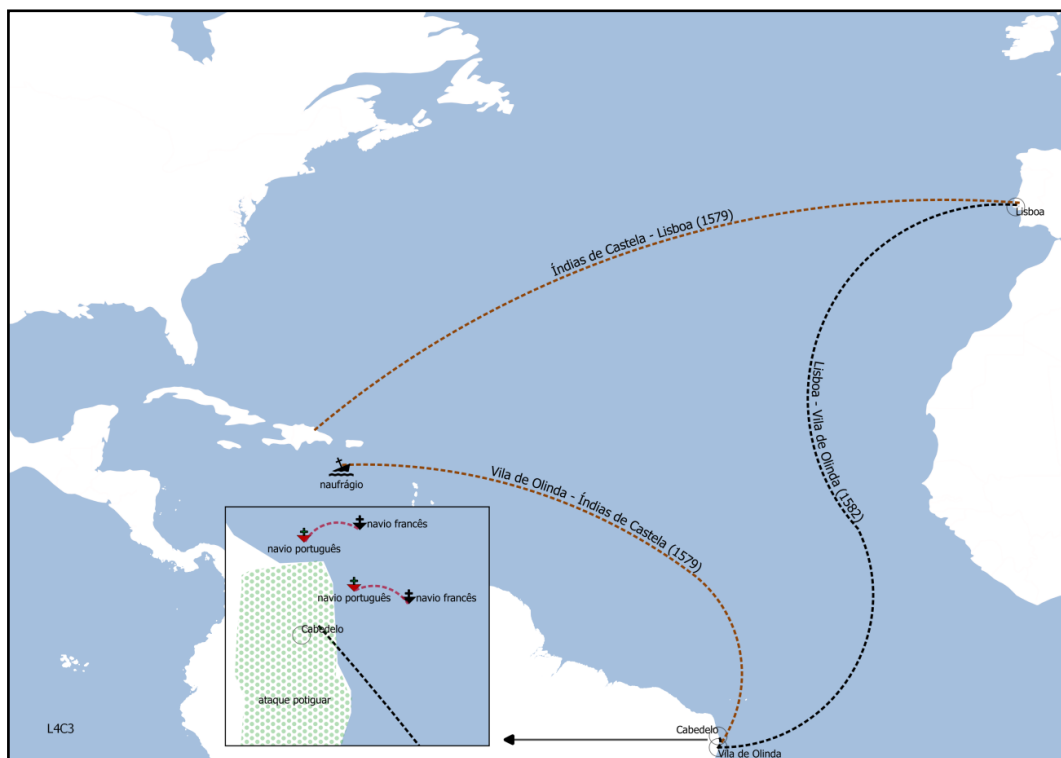 Lisboa
Índias de Castela - Lisboa (1579)
Lisboa - Vila de Olinda (1582)
naufrágio
Vila de Olinda - Índias de Castela (1579)
navio francês
navio português
navio português
navio francês
Cabedelo
ataque potiguar
L4C3
Cabedelo
Vila de Olinda